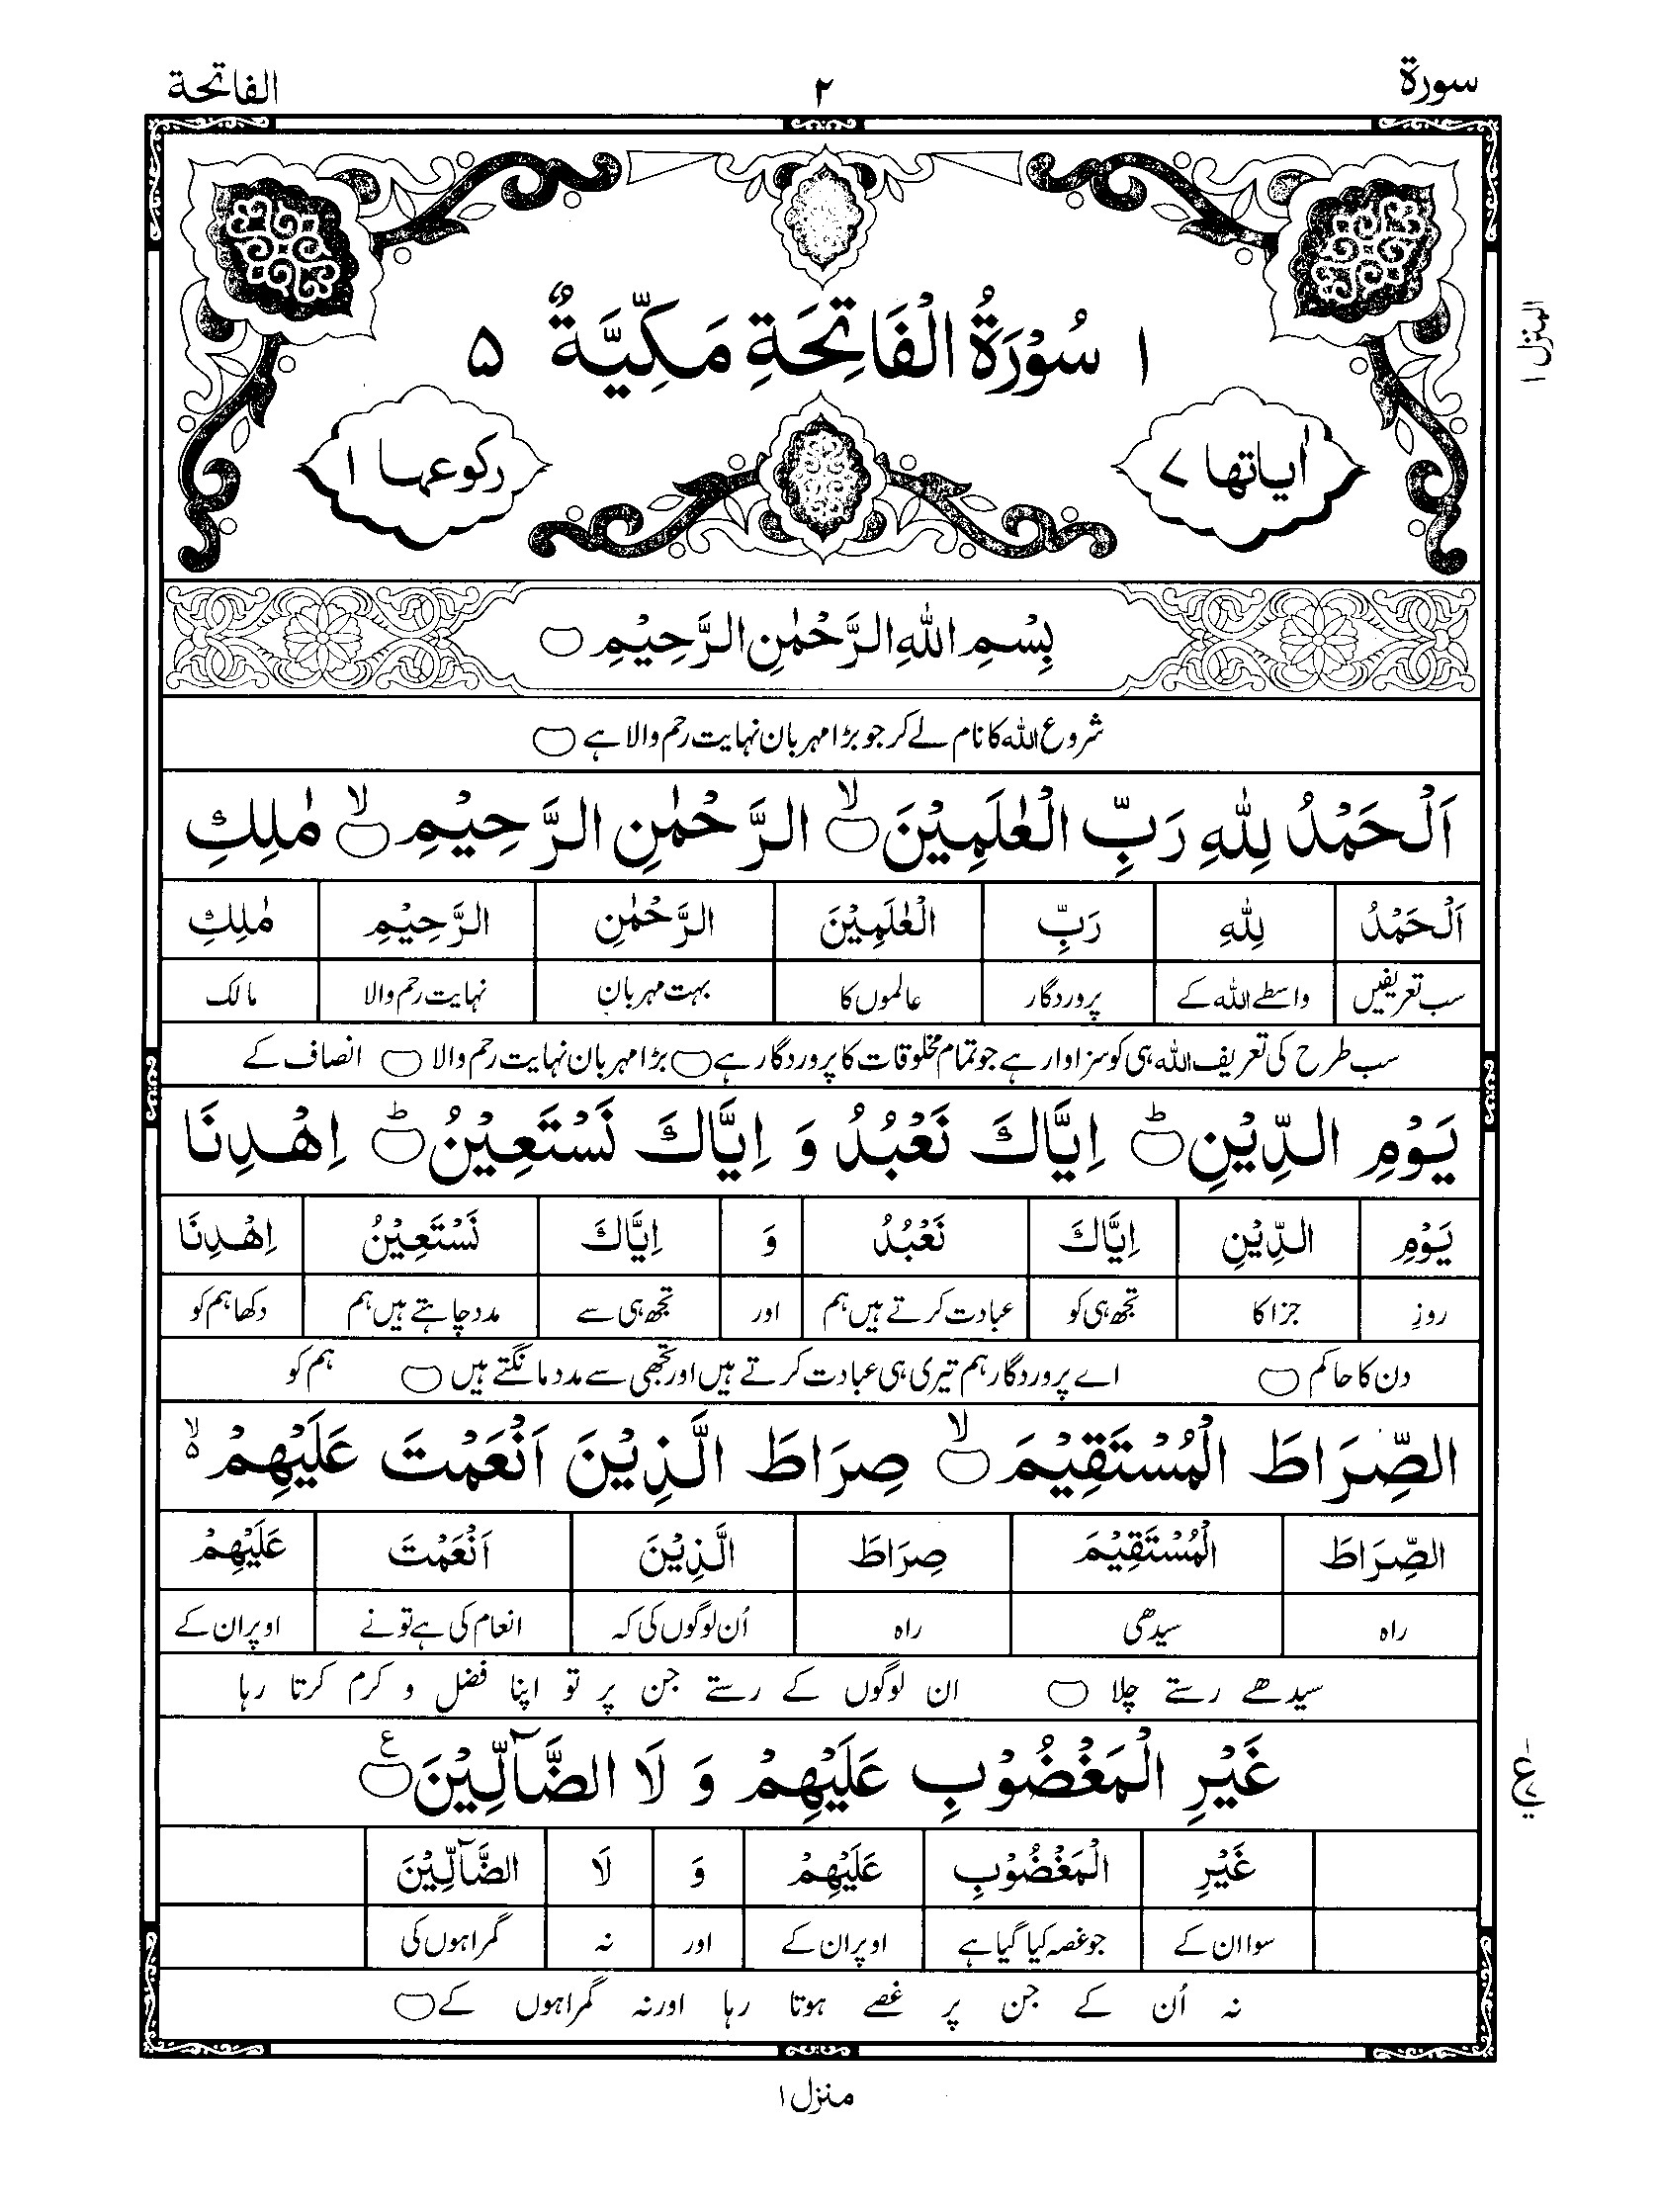 سورة ٢ الفاتحة
المنزل ١
١ سُوْرَةُ الْفَاتِحَةِ مَكِّيَّةٌ ٥
اٰیاتها ٧ رکوعها ١
بِسْمِ اللهِ الرَّحْمٰنِ الرَّحِيْمِ ۝
شروع اللہ کا نام لے کر جو بڑا مہربان نہایت رحم والا ہے ۝
اَلْحَمْدُ لِلّٰهِ رَبِّ الْعٰلَمِيْنَ ۝ۙ الرَّحْمٰنِ الرَّحِيْمِ ۝ۙ مٰلِكِ
اَلْحَمْدُ لِلّٰهِ رَبِّ الْعٰلَمِيْنَ الرَّحْمٰنِ الرَّحِيْمِ مٰلِكِ
سب تعریفیں واسطے اللہ کے پروردگار عالموں کا بہت مہربان نہایت رحم والا مالک
سب طرح کی تعریف اللہ ہی کو سزاوار ہے جو تمام مخلوقات کا پروردگار ہے ۝ بڑا مہربان نہایت رحم والا ۝ انصاف کے
يَوْمِ الدِّيْنِ ۝ؕ اِيَّاكَ نَعْبُدُ وَ اِيَّاكَ نَسْتَعِيْنُ ۝ؕ اِهْدِنَا
يَوْمِ الدِّيْنِ اِيَّاكَ نَعْبُدُ وَ اِيَّاكَ نَسْتَعِيْنُ اِهْدِنَا
روزِ جزا کا تجھ ہی کو عبادت کرتے ہیں ہم اور تجھ ہی سے مدد چاہتے ہیں ہم دکھا ہم کو
دن کا حاکم ۝ اے پروردگار ہم تیری ہی عبادت کرتے ہیں اور تجھی سے مدد مانگتے ہیں ۝ ہم کو
الصِّرَاطَ الْمُسْتَقِيْمَ ۝ۙ صِرَاطَ الَّذِيْنَ اَنْعَمْتَ عَلَيْهِمْ ۙ۵
الصِّرَاطَ الْمُسْتَقِيْمَ صِرَاطَ الَّذِيْنَ اَنْعَمْتَ عَلَيْهِمْ
راہ سیدھی راہ اُن لوگوں کی کہ انعام کی ہے تو نے اوپر ان کے
سیدھے رستے چلا ۝ ان لوگوں کے رستے جن پر تو اپنا فضل و کرم کرتا رہا
غَيْرِ الْمَغْضُوْبِ عَلَيْهِمْ وَ لَا الضَّآلِّيْنَ ۝ع
غَيْرِ الْمَغْضُوْبِ عَلَيْهِمْ وَ لَا الضَّآلِّيْنَ
سوا ان کے جو غصہ کیا گیا ہے اوپر ان کے اور نہ گمراہوں کی
نہ اُن کے جن پر غصے ہوتا رہا اور نہ گمراہوں کے ۝
منزل ١